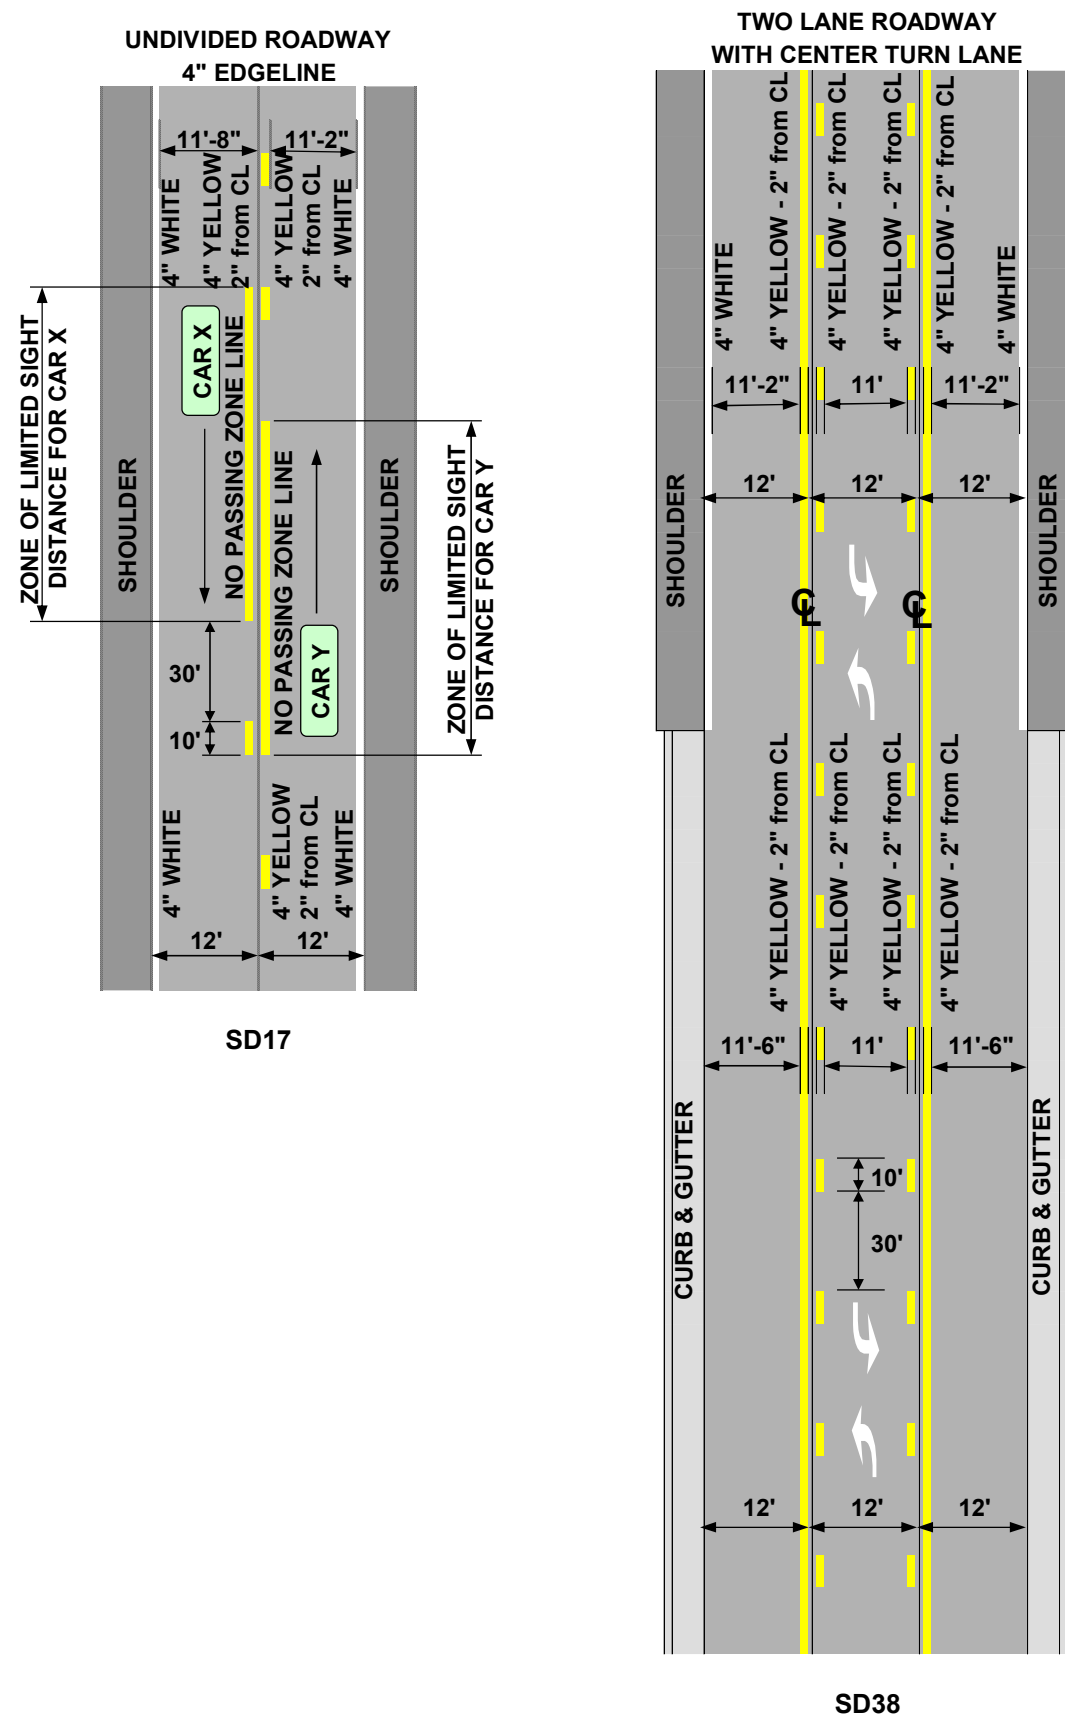 UNDIVIDED ROADWAY
4" EDGELINE
11'-8"
11'-2"
4" WHITE
4" YELLOW
2" from CL
4" YELLOW
2" from CL
4" WHITE
ZONE OF LIMITED SIGHT
DISTANCE FOR CAR X
CAR X
NO PASSING ZONE LINE
SHOULDER
SHOULDER
NO PASSING ZONE LINE
CAR Y
ZONE OF LIMITED SIGHT
DISTANCE FOR CAR Y
30'
10'
4" WHITE
4" YELLOW
2" from CL
4" WHITE
12'
12'
SD17
TWO LANE ROADWAY
WITH CENTER TURN LANE
4" WHITE
4" YELLOW - 2" from CL
4" YELLOW - 2" from CL
4" YELLOW - 2" from CL
4" YELLOW - 2" from CL
4" WHITE
11'-2"
11'
11'-2"
12'
12'
12'
SHOULDER
SHOULDER
CL
CL
4" YELLOW - 2" from CL
4" YELLOW - 2" from CL
4" YELLOW - 2" from CL
4" YELLOW - 2" from CL
11'-6"
11'
11'-6"
CURB & GUTTER
CURB & GUTTER
10'
30'
12'
12'
12'
SD38